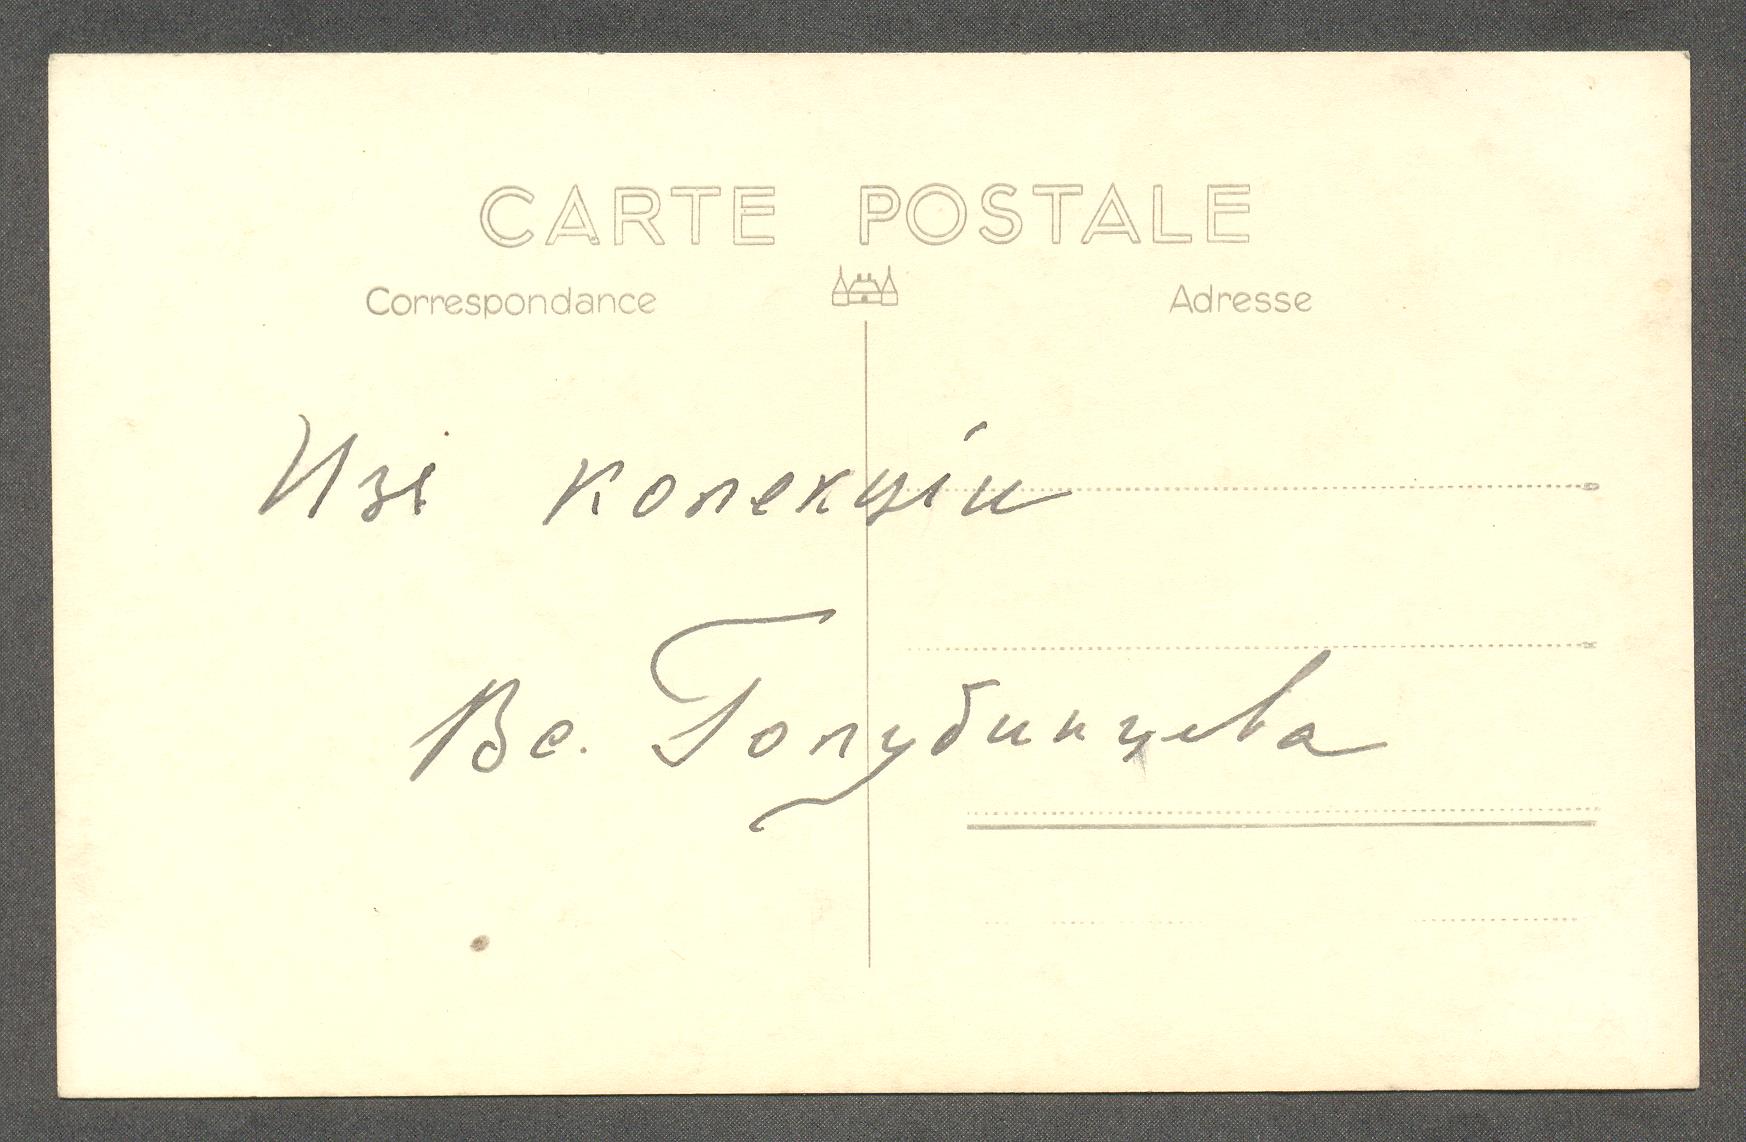 CARTE POSTALE
Correspondance Adresse
Изъ колекціи
Вс. Голубинцева